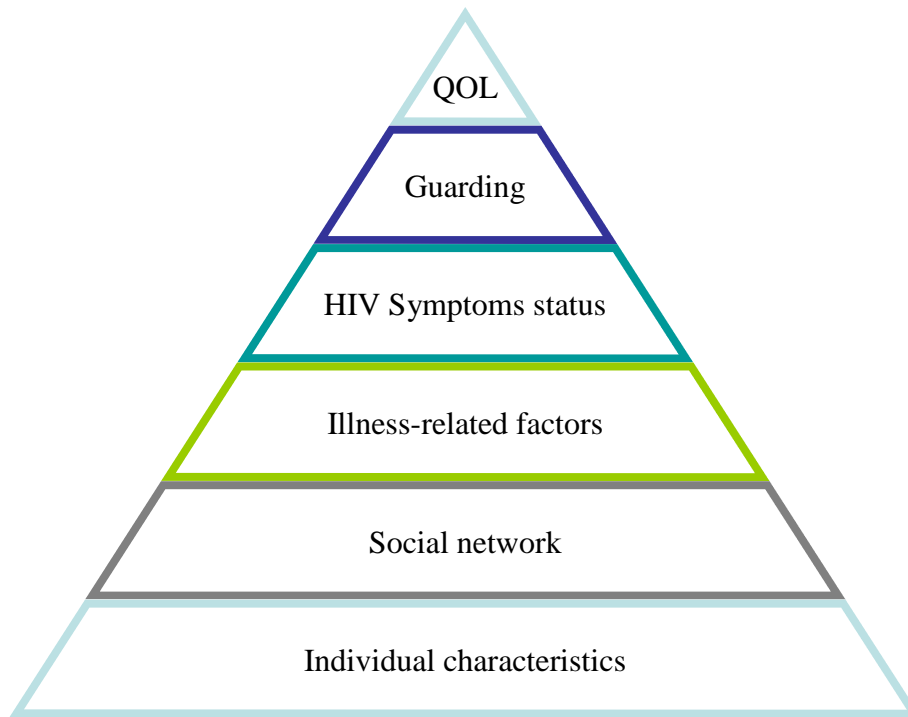 QOL
Guarding
HIV Symptoms status
Illness-related factors
Social network
Individual characteristics